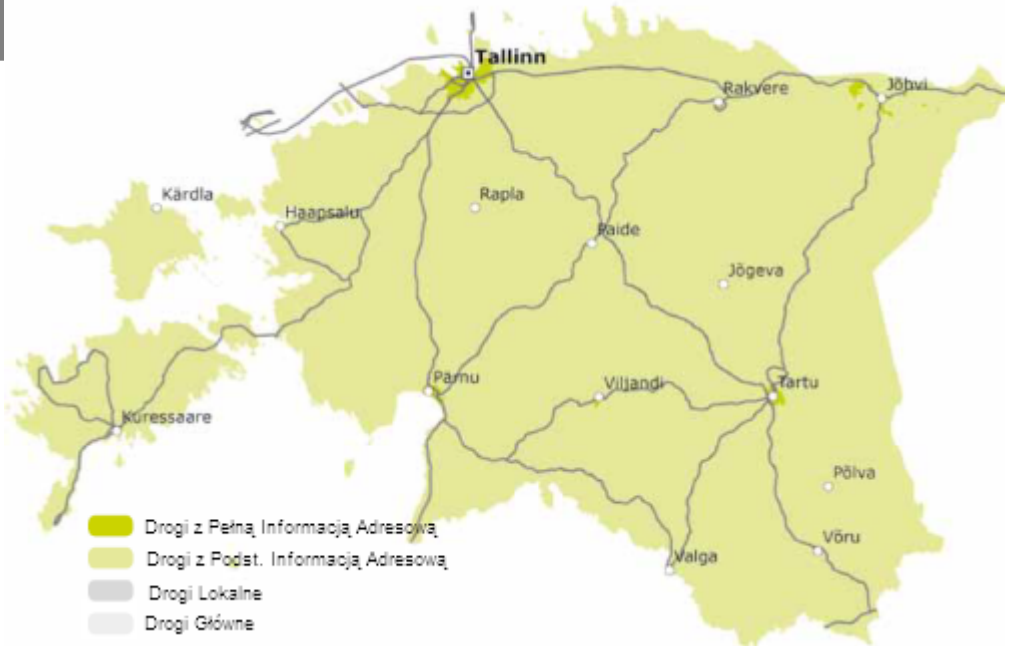 Tallinn
Rakvere
Jõhvi
Kärdla
Haapsalu
Rapla
Paide
Jõgeva
Pärnu
Viljandi
Tartu
Kuressaare
Põlva
Võru
Valga
Drogi z Pełną Informacją Adresową
Drogi z Podst. Informacją Adresową
Drogi Lokalne
Drogi Główne